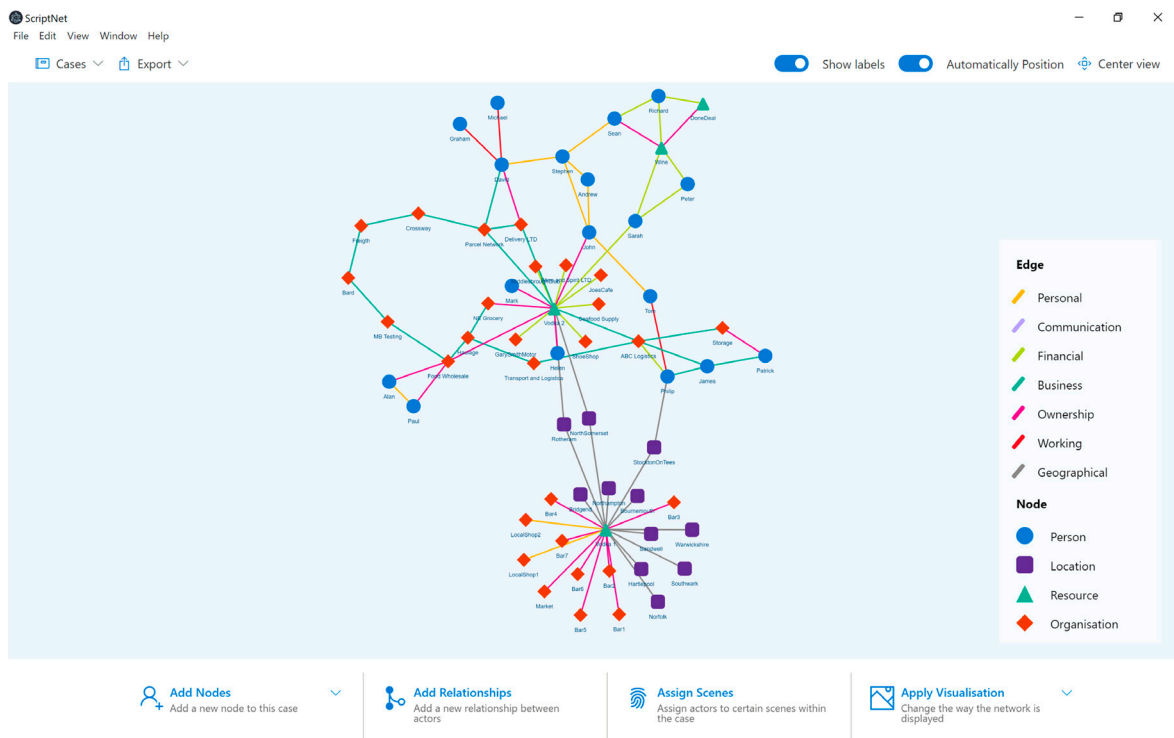 ScriptNet
File Edit View Window Help
Cases Export Show labels Automatically Position Center view
Michael
Graham
David
Stephen
Andrew
John
Sean
Richard
DoneDeal
Wine
Peter
Sarah
Freigth
Crossway
Parcel Network
Delivery LTD
Bard
MB Testing
JoesCafe
Mark
NB Grocery
Vodka 2
Seafood Supply
Tom
Storage
GarySmithMotor
ShoeShop
ABC Logistics
Helen
Patrick
Food Wholesale
Transport and Logistics
James
Philip
Alan
Paul
Rotheram
NorthSomerset
StocktonOnTees
Bridgend
Northampton
Bournemouth
Bar4
Bar3
LocalShop2
Bar7
Sandwell
Warwickshire
LocalShop1
Bar6
Bar2
Hartlepool
Southwark
Market
Norfolk
Bar5
Bar1
Edge
Personal
Communication
Financial
Business
Ownership
Working
Geographical
Node
Person
Location
Resource
Organisation
Add Nodes
Add a new node to this case
Add Relationships
Add a new relationship between
actors
Assign Scenes
Assign actors to certain scenes within
the case
Apply Visualisation
Change the way the network is
displayed